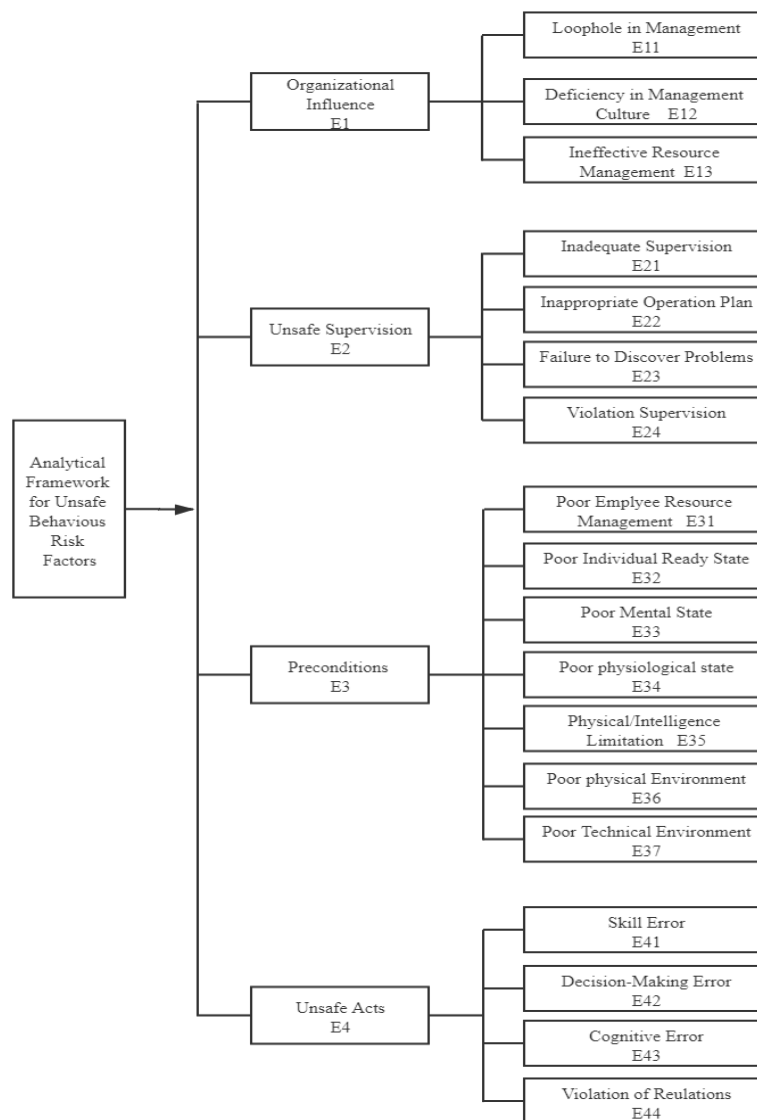 Analytical
Framework
for Unsafe
Behavious
Risk
Factors
Organizational
Influence
E1
Loophole in Management
E11
Deficiency in Management
Culture E12
Ineffective Resource
Management E13
Unsafe Supervision
E2
Inadequate Supervision
E21
Inappropriate Operation Plan
E22
Failure to Discover Problems
E23
Violation Supervision
E24
Preconditions
E3
Poor Emplyee Resource
Management E31
Poor Individual Ready State
E32
Poor Mental State
E33
Poor physiological state
E34
Physical/Intelligence
Limitation E35
Poor physical Environment
E36
Poor Technical Environment
E37
Unsafe Acts
E4
Skill Error
E41
Decision-Making Error
E42
Cognitive Error
E43
Violation of Reulations
E44